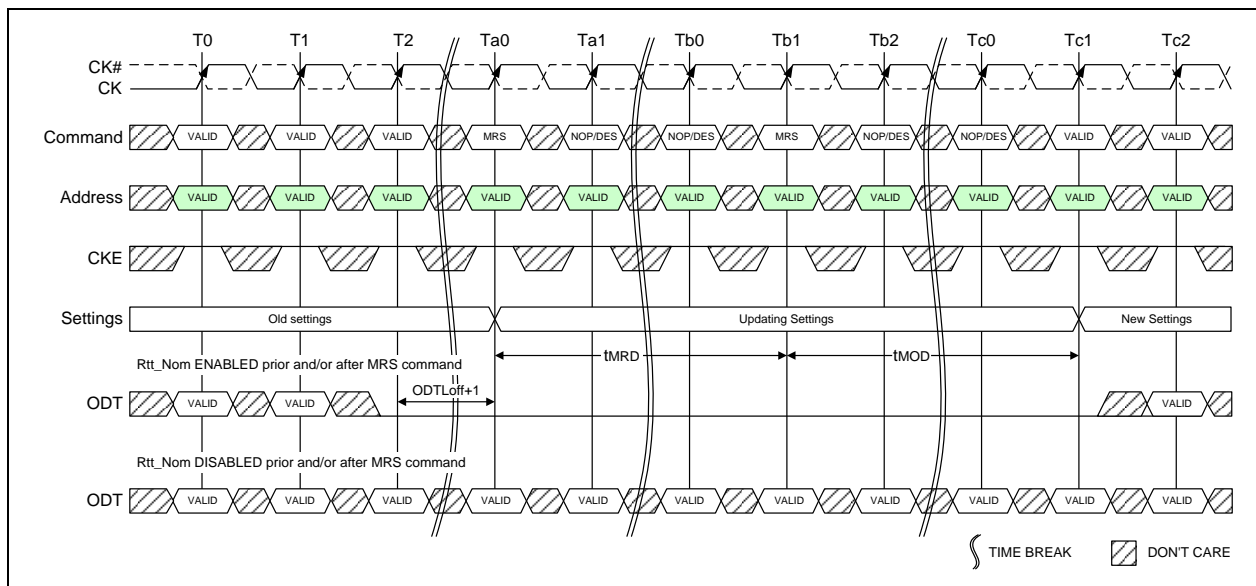 T0 T1 T2 Ta0 Ta1 Tb0 Tb1 Tb2 Tc0 Tc1 Tc2
CK#
CK
Command VALID VALID VALID MRS NOP/DES NOP/DES MRS NOP/DES NOP/DES VALID VALID
Address VALID VALID VALID VALID VALID VALID VALID VALID VALID VALID VALID
CKE
Settings Old settings Updating Settings New Settings
tMRD tMOD
Rtt_Nom ENABLED prior and/or after MRS command
ODTLoff+1
ODT VALID VALID VALID
Rtt_Nom DISABLED prior and/or after MRS command
ODT VALID VALID VALID VALID VALID VALID VALID VALID VALID VALID VALID
TIME BREAK DON'T CARE